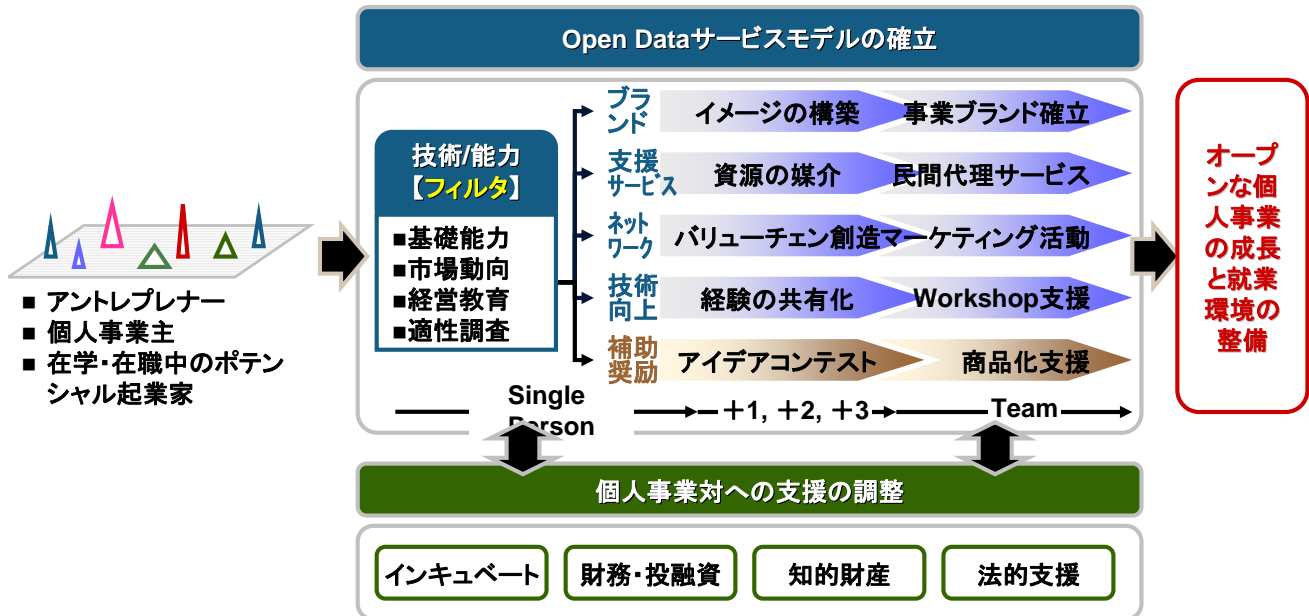 Open Dataサービスモデルの確立
ブラ
ンド
イメージの構築
事業ブランド確立
技術/能力
【フィルタ】
■基礎能力
■市場動向
■経営教育
■適性調査
支援
サービス
資源の媒介
民間代理サービス
ネット
ワーク
バリューチェン創造
マーケティング活動
技術
向上
経験の共有化
Workshop支援
補助
奨励
アイデアコンテスト
商品化支援
Single
Person
+1, +2, +3
Team
■ アントレプレナー
■ 個人事業主
■ 在学・在職中のポテン
シャル起業家
オープ
ンな個
人事業
の成長
と就業
環境の
整備
個人事業対への支援の調整
インキュベート
財務・投融資
知的財産
法的支援